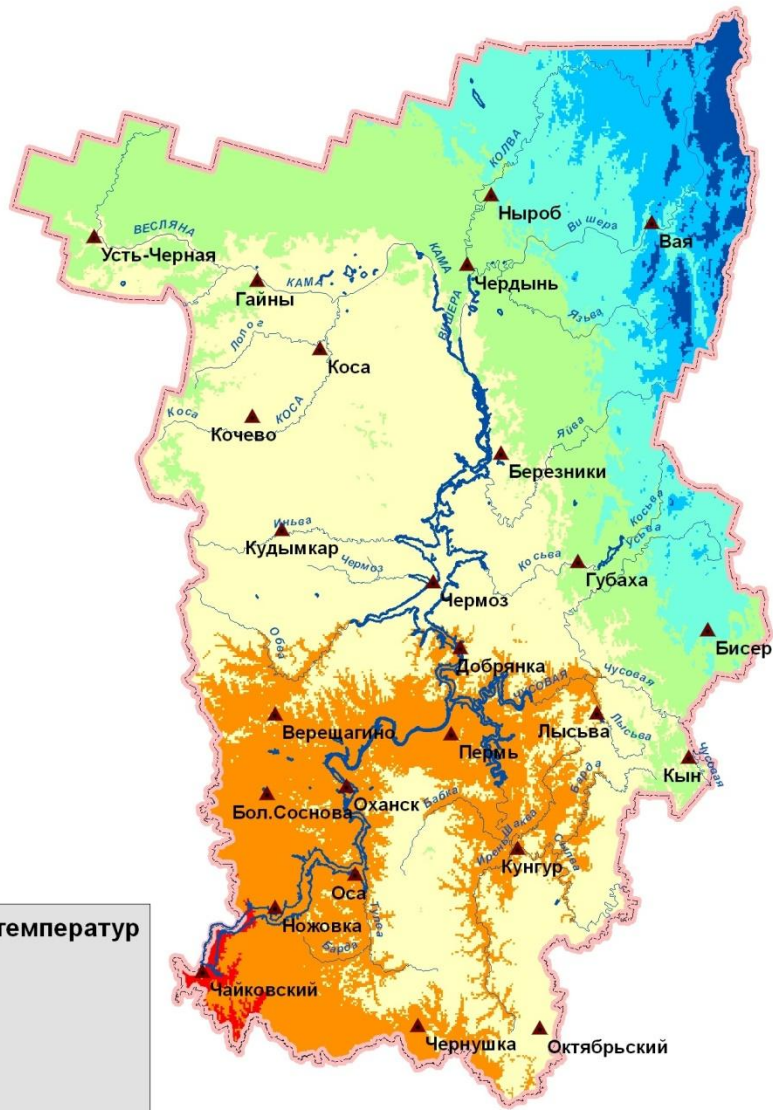 КОЛВА
Ныроб
ВЕСЛЯНА
Вишера
Вая
Усть-Черная
КАМА
Чердынь
КАМА
Гайны
ВИШЕРА
Язьва
Лопог
Коса
Коса
КОСА
Кочево
Яйва
Березники
Иньва
Кудымкар
Чермоз
Косьва
Косьва
Усьва
Губаха
Чермоз
Обва
Бисер
Добрянка
Чусовая
ЧУСОВАЯ
Верещагино
Лысьва
Лысьва
Пермь
Чусовая
Кын
Барда
Оханск
Бабка
Бол.Соснова
Шаква
Ирень
Сылва
Кунгур
Оса
температур
Ножовка
Тулва
Барда
Чайковский
Чернушка
Октябрьский